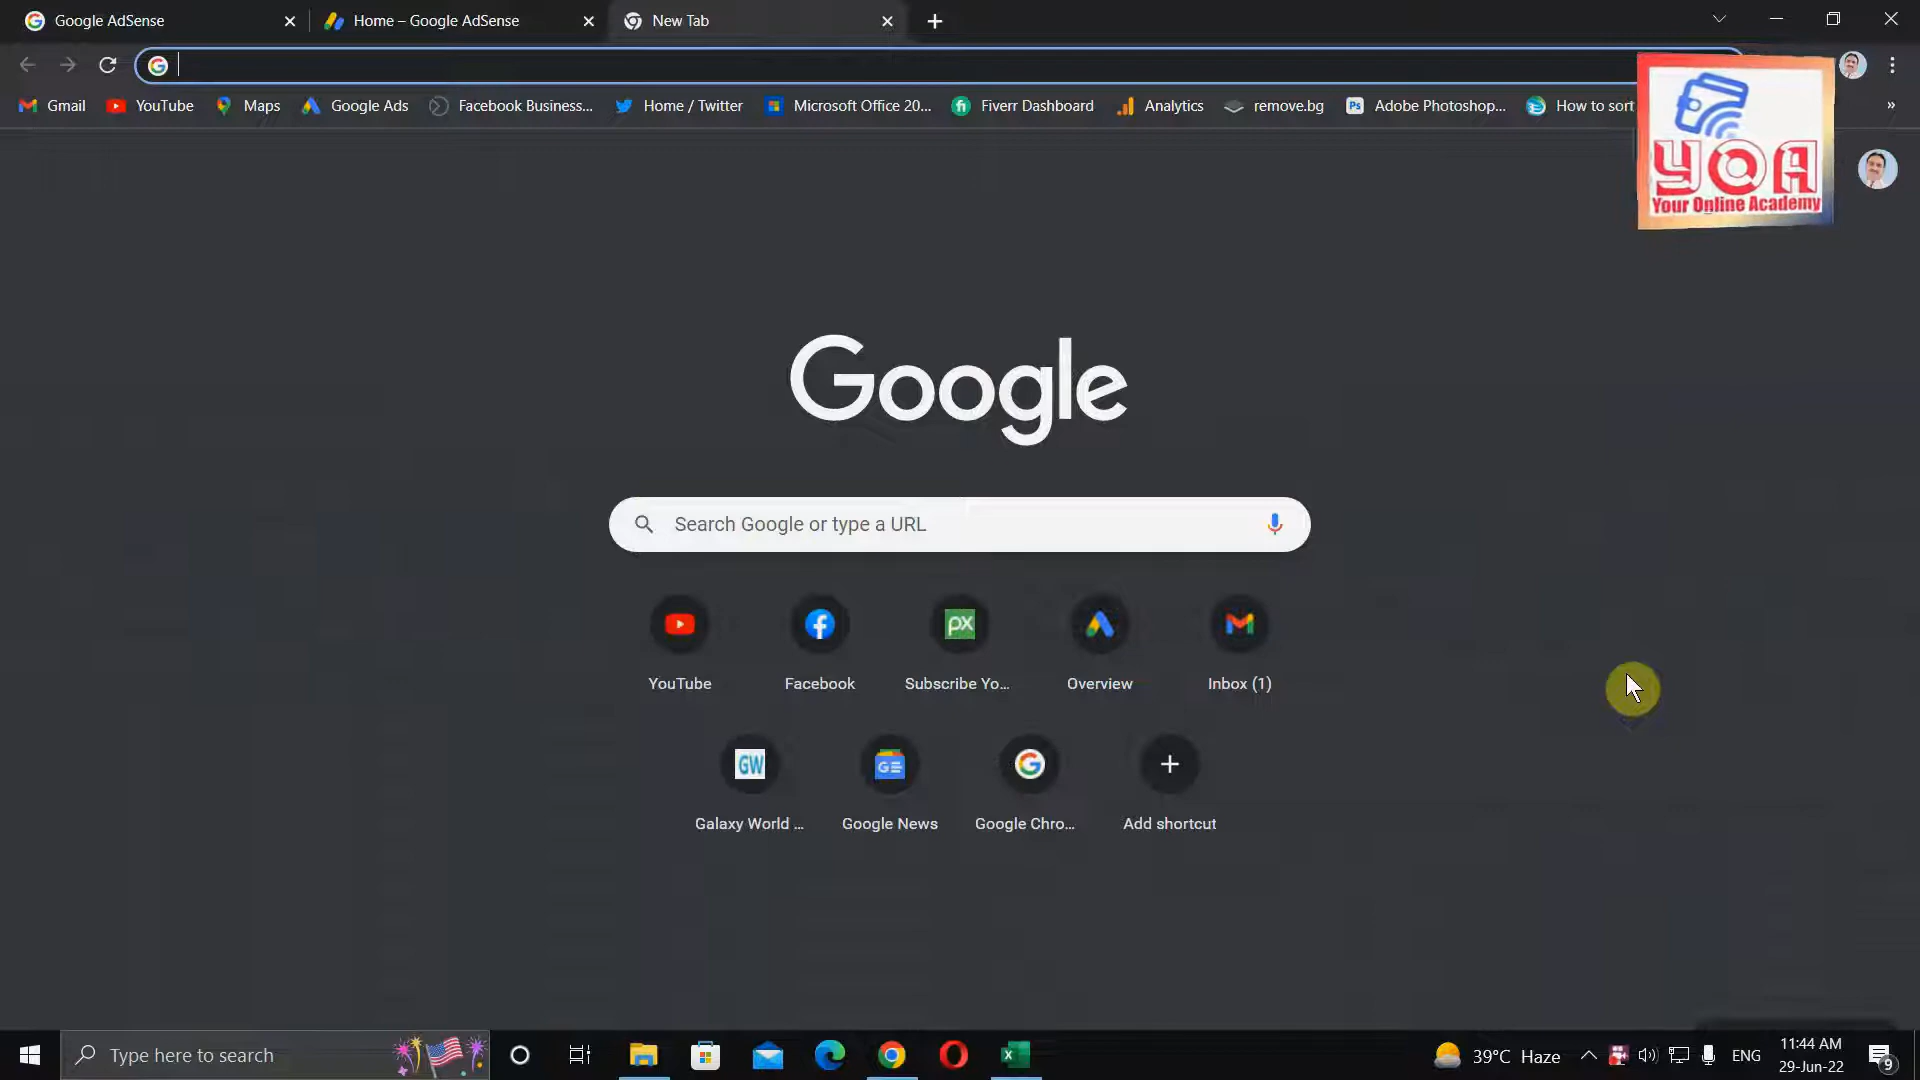 Google AdSense
Home – Google AdSense
New Tab
Gmail
YouTube
Maps
Google Ads
Facebook Business...
Home / Twitter
Microsoft Office 20...
Fiverr Dashboard
Analytics
remove.bg
Adobe Photoshop...
How to sort
»
YOA
Your Online Academy
Google
Search Google or type a URL
YouTube
Facebook
Subscribe Yo...
Overview
Inbox (1)
Galaxy World ...
Google News
Google Chro...
Add shortcut
Type here to search
39°C Haze
ENG
11:44 AM
29-Jun-22
9